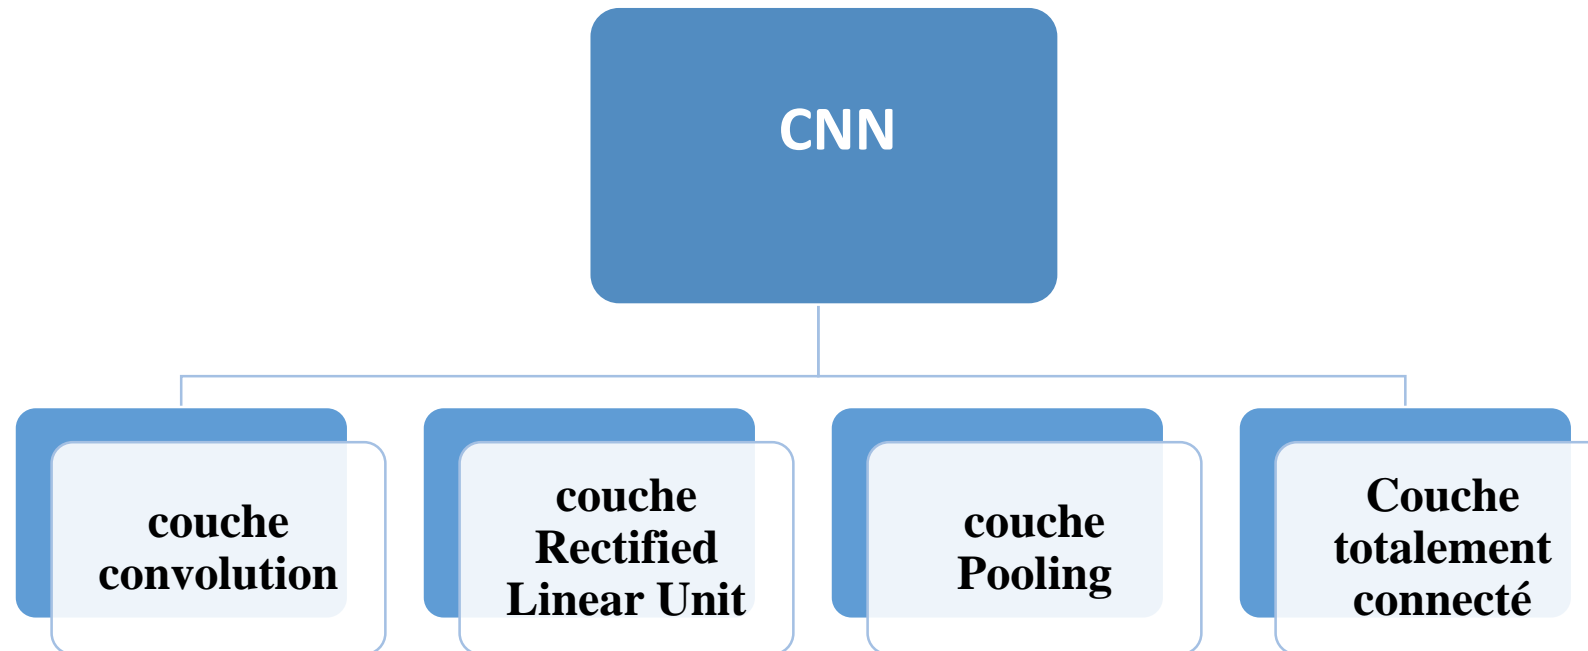 CNN
couche
convolution
couche
Rectified
Linear Unit
couche
Pooling
Couche
totalement
connecté